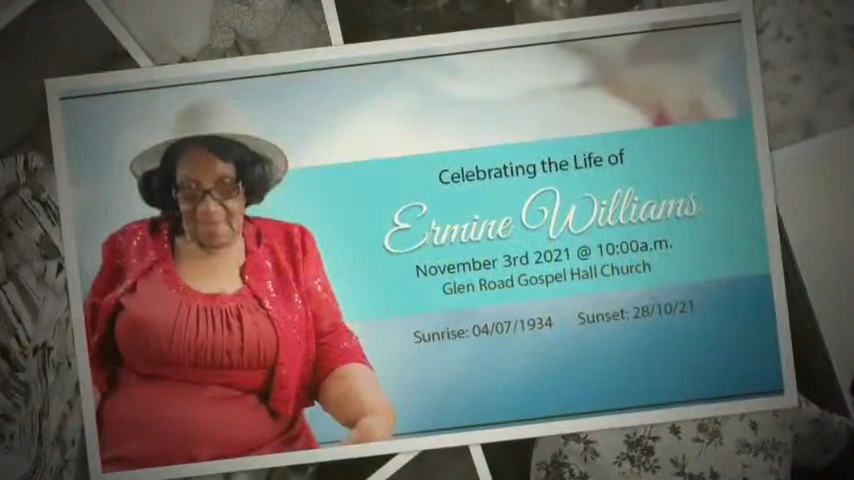 Celebrating the Life of
Ermine Williams
November 3rd 2021 @ 10:00a.m.
Glen Road Gospel Hall Church
Sunrise: 04/07/1934 Sunset: 28/10/21